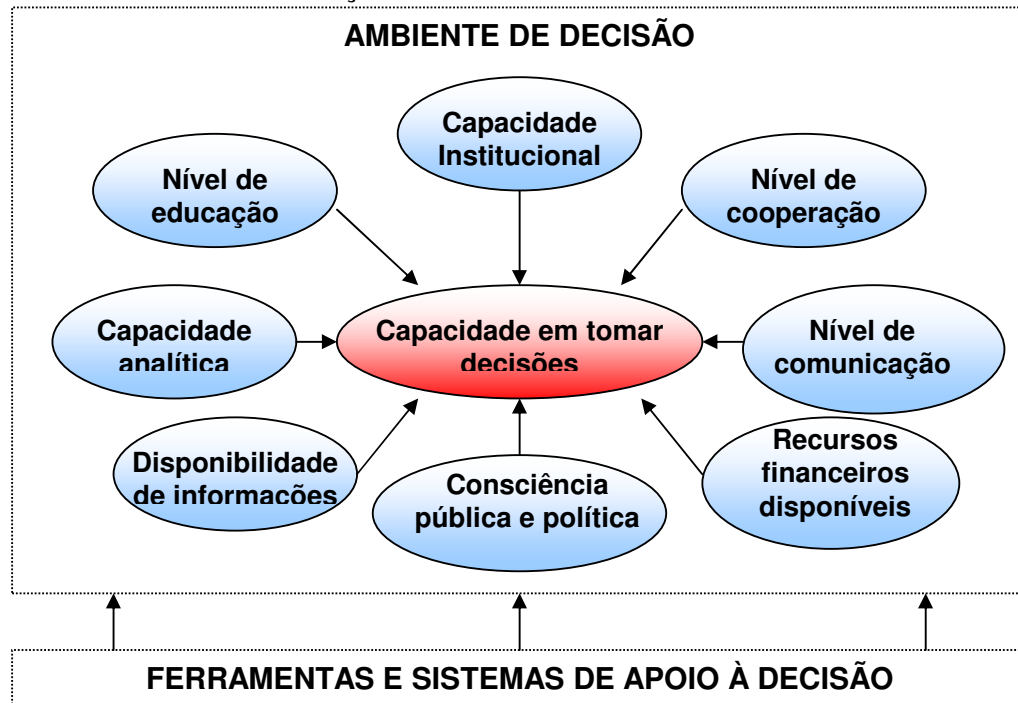 AMBIENTE DE DECISÃO
Capacidade
Institucional
Nível de
educação
Nível de
cooperação
Capacidade
analítica
Capacidade em tomar
decisões
Nível de
comunicação
Disponibilidade
de informações
Consciência
pública e política
Recursos
financeiros
disponíveis
FERRAMENTAS E SISTEMAS DE APOIO À DECISÃO